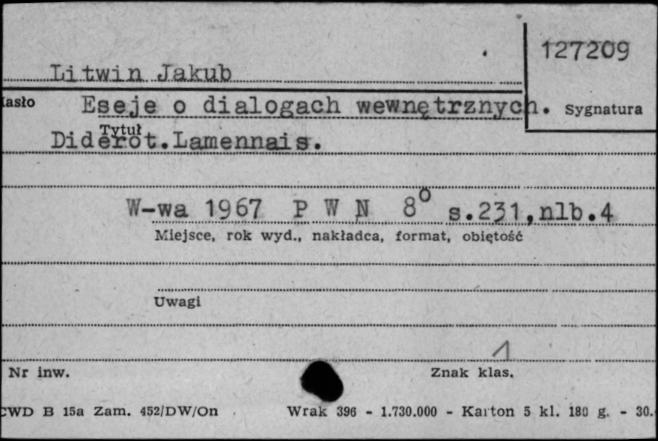 127209
Litwin Jakub
asło Eseje o dialogach wewnętrznych. Sygnatura
Tytuł
Diderot. Lamennais.
W-wa 1967 P W N 8° s.231,nlb.4
Miejsce, rok wyd., nakładca, format, obiętość
Uwagi
1
Nr inw. Znak klas.
CWD B 15a Zam. 452/DW/On Wrak 396 - 1.730.000 - Karton 5 kl. 180 g. - 30.